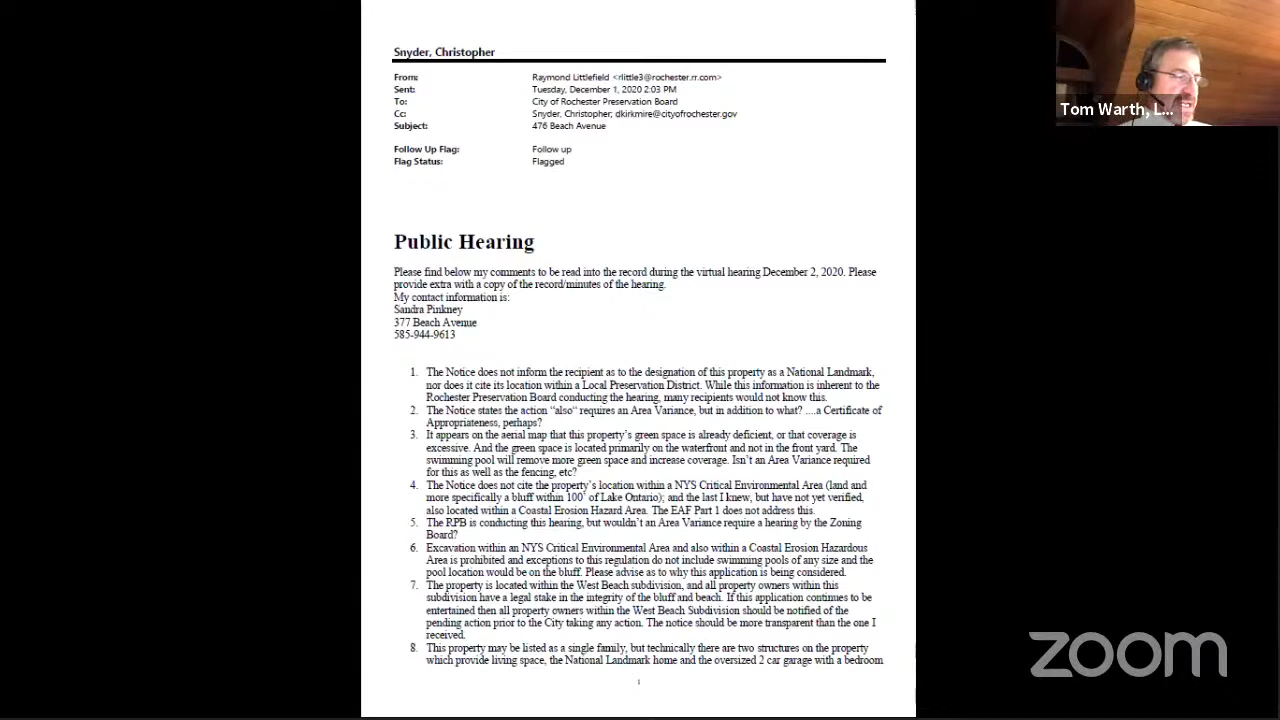 Snyder, Christopher
From: Raymond Littlefield <rlittle3@rochester.rr.com>
Sent: Tuesday, December 1, 2020 2:03 PM
To: City of Rochester Preservation Board
Cc: Snyder, Christopher; dkirkmire@cityofrochester.gov
Subject: 476 Beach Avenue
Follow Up Flag: Follow up
Flag Status: Flagged
Public Hearing
Please find below my comments to be read into the record during the virtual hearing December 2, 2020. Please
provide extra with a copy of the record/minutes of the hearing.
My contact information is:
Sandra Pinkney
377 Beach Avenue
585-944-9613
1. The Notice does not inform the recipient as to the designation of this property as a National Landmark,
nor does it cite its location within a Local Preservation District. While this information is inherent to the
Rochester Preservation Board conducting the hearing, many recipients would not know this.
2. The Notice states the action “also“ requires an Area Variance, but in addition to what? ....a Certificate of
Appropriateness, perhaps?
3. It appears on the aerial map that this property’s green space is already deficient, or that coverage is
excessive. And the green space is located primarily on the waterfront and not in the front yard. The
swimming pool will remove more green space and increase coverage. Isn’t an Area Variance required
for this as well as the fencing, etc?
4. The Notice does not cite the property’s location within a NYS Critical Environmental Area (land and
more specifically a bluff within 100’ of Lake Ontario); and the last I knew, but have not yet verified,
also located within a Coastal Erosion Hazard Area. The EAF Part 1 does not address this.
5. The RPB is conducting this hearing, but wouldn’t an Area Variance require a hearing by the Zoning
Board?
6. Excavation within an NYS Critical Environmental Area and also within a Coastal Erosion Hazardous
Area is prohibited and exceptions to this regulation do not include swimming pools of any size and the
pool location would be on the bluff. Please advise as to why this application is being considered.
7. The property is located within the West Beach subdivision, and all property owners within this
subdivision have a legal stake in the integrity of the bluff and beach. If this application continues to be
entertained then all property owners within the West Beach Subdivision should be notified of the
pending action prior to the City taking any action. The notice should be more transparent than the one I
received.
8. This property may be listed as a single family, but technically there are two structures on the property
which provide living space, the National Landmark home and the oversized 2 car garage with a bedroom
1
Tom Warth, L...
zoom